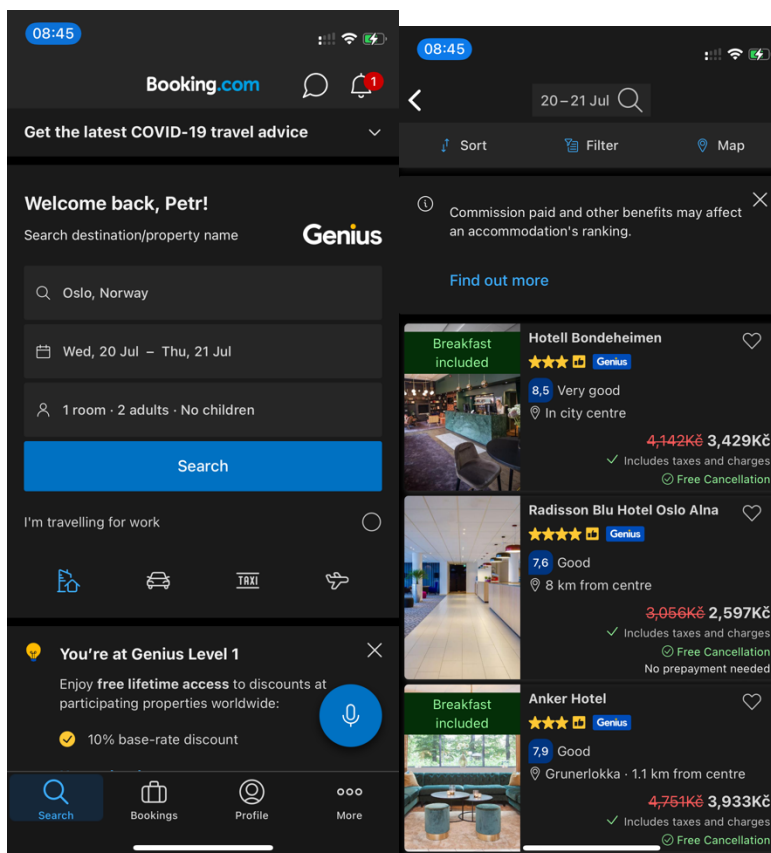 08:45
Booking.com
1
Get the latest COVID-19 travel advice
Welcome back, Petr!
Search destination/property name
Genius
Oslo, Norway
Wed, 20 Jul – Thu, 21 Jul
1 room · 2 adults · No children
Search
I'm travelling for work
TAXI
You're at Genius Level 1
Enjoy free lifetime access to discounts at
participating properties worldwide:
10% base-rate discount
Search
Bookings
Profile
More
08:45
20–21 Jul
Sort
Filter
Map
Commission paid and other benefits may affect
an accommodation's ranking.
Find out more
Breakfast
included
Hotell Bondeheimen
Genius
8,5 Very good
In city centre
4,142Kč 3,429Kč
Includes taxes and charges
Free Cancellation
Radisson Blu Hotel Oslo Alna
Genius
7,6 Good
8 km from centre
3,056Kč 2,597Kč
Includes taxes and charges
Free Cancellation
No prepayment needed
Breakfast
included
Anker Hotel
Genius
7,9 Good
Grunerlokka · 1.1 km from centre
4,751Kč 3,933Kč
Includes taxes and charges
Free Cancellation